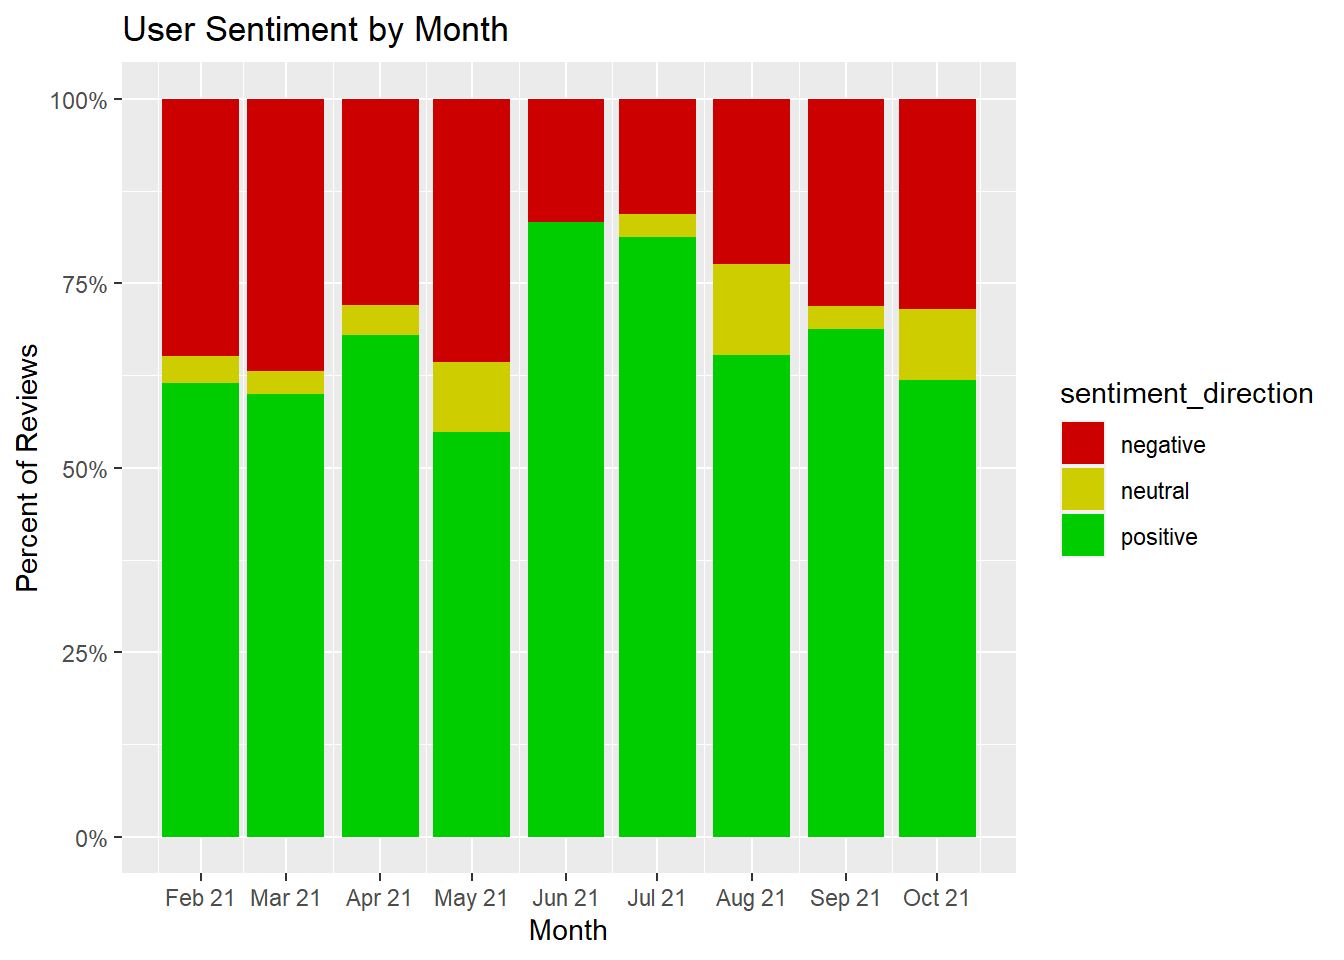 User Sentiment by Month
Percent of Reviews
100%
75%
50%
25%
0%
Feb 21 Mar 21 Apr 21 May 21 Jun 21 Jul 21 Aug 21 Sep 21 Oct 21
Month
sentiment_direction
negative
neutral
positive